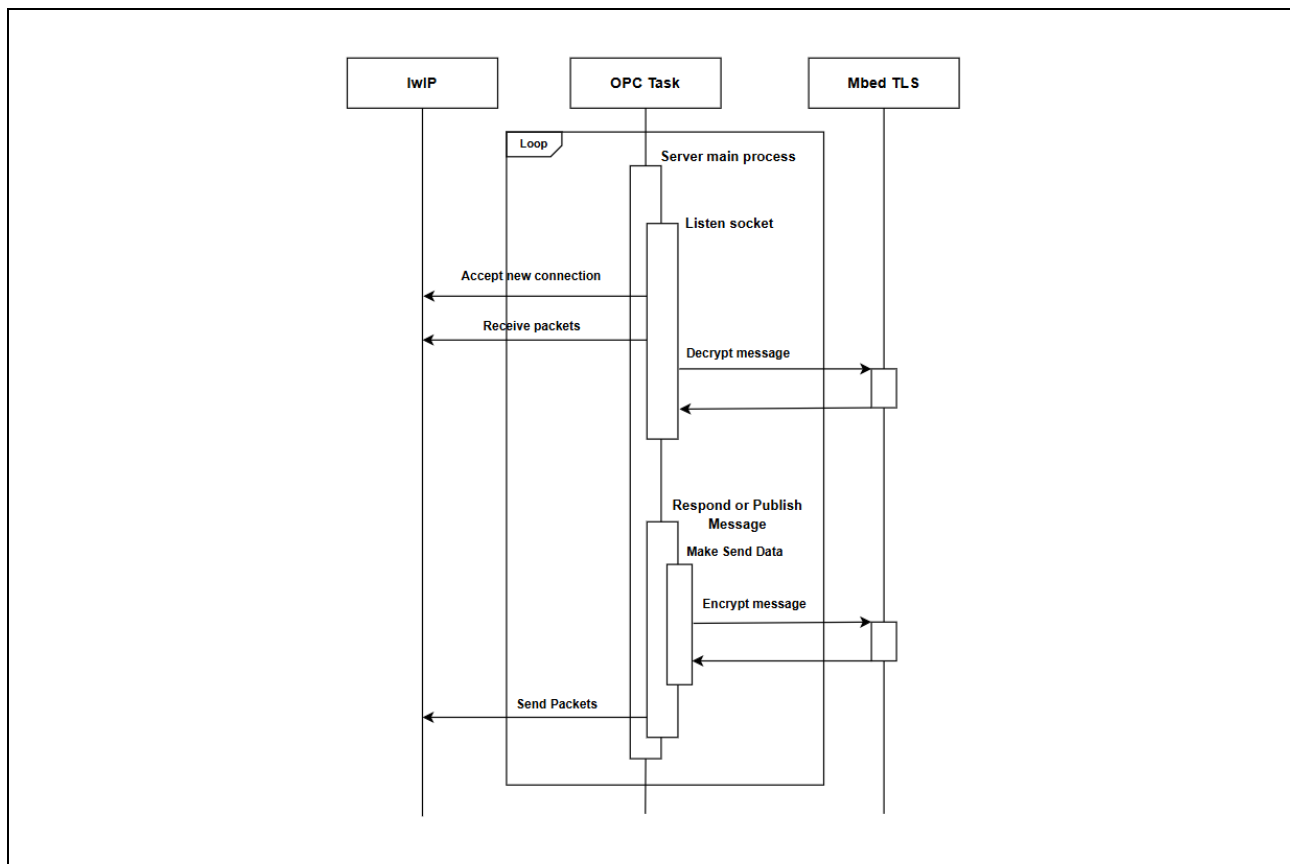 lwIP
OPC Task
Mbed TLS
Loop
Server main process
Listen socket
Accept new connection
Receive packets
Decrypt message
Respond or Publish
Message
Make Send Data
Encrypt message
Send Packets